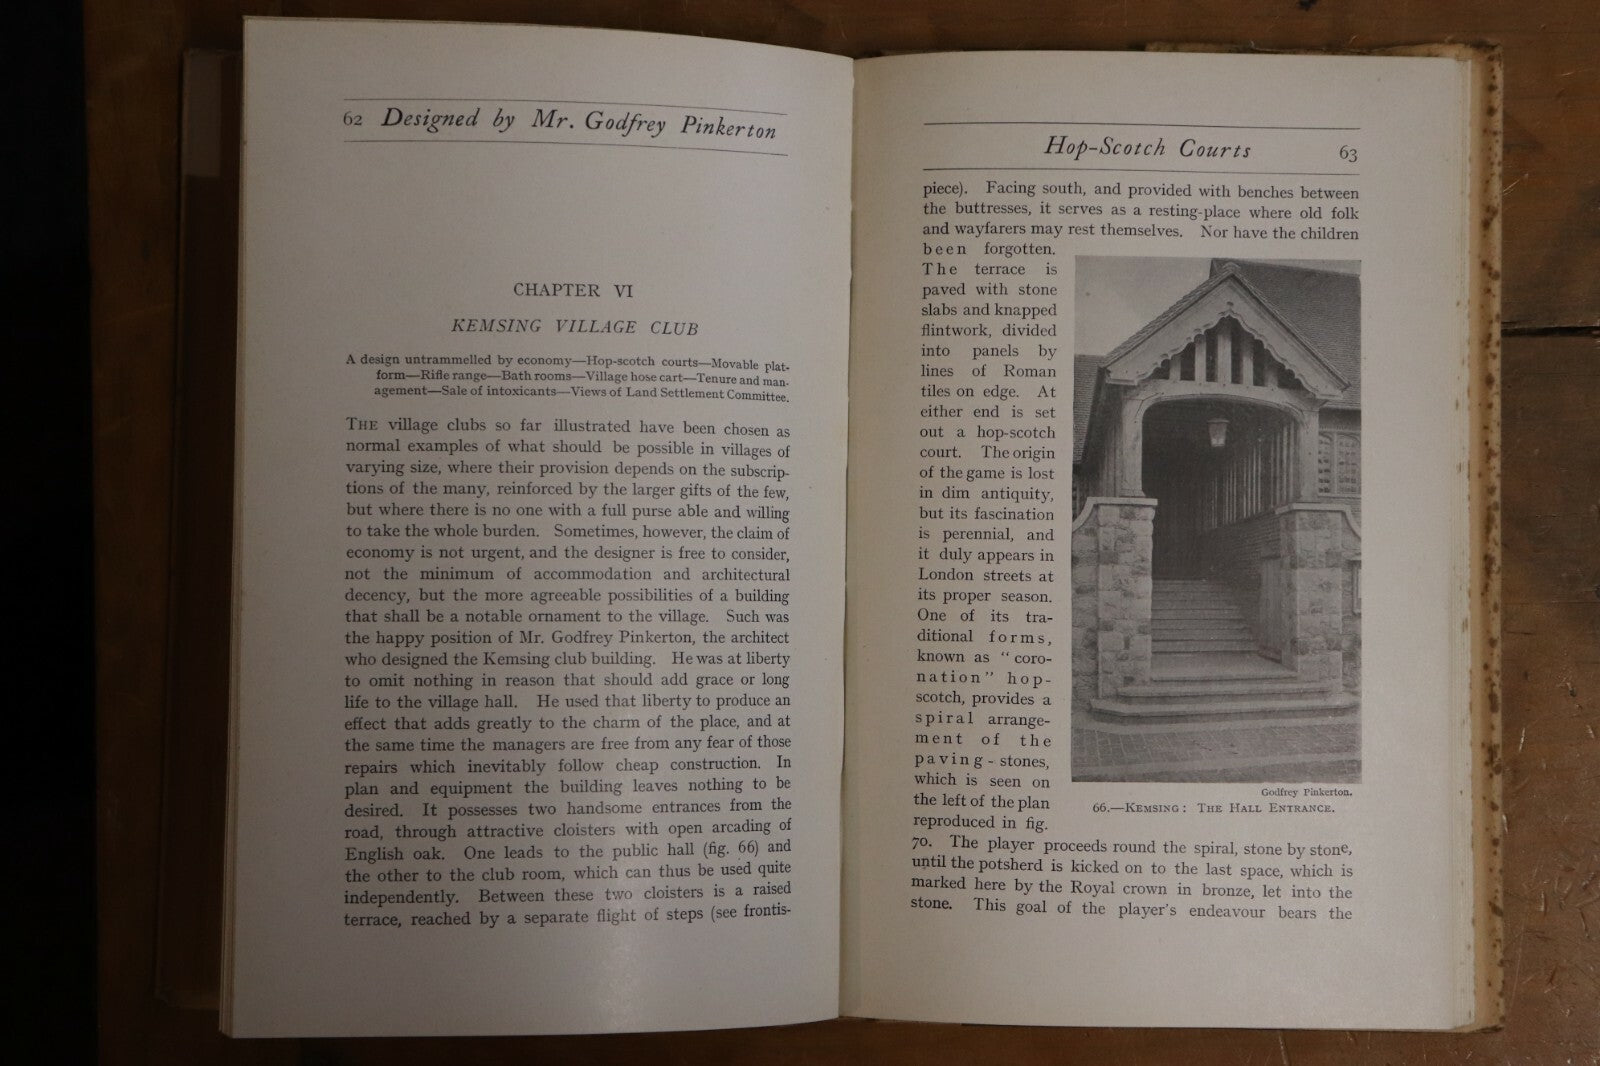 62 Designed by Mr. Godfrey Pinkerton
CHAPTER VI
KEMSING VILLAGE CLUB
A design untrammelled by economy—Hop-scotch courts—Movable plat-
form—Rifle range—Bath rooms—Village hose cart—Tenure and man-
agement—Sale of intoxicants—Views of Land Settlement Committee.
THE village clubs so far illustrated have been chosen as
normal examples of what should be possible in villages of
varying size, where their provision depends on the subscrip-
tions of the many, reinforced by the larger gifts of the few,
but where there is no one with a full purse able and willing
to take the whole burden. Sometimes, however, the claim of
economy is not urgent, and the designer is free to consider,
not the minimum of accommodation and architectural
decency, but the more agreeable possibilities of a building
that shall be a notable ornament to the village. Such was
the happy position of Mr. Godfrey Pinkerton, the architect
who designed the Kemsing club building. He was at liberty
to omit nothing in reason that should add grace or long
life to the village hall. He used that liberty to produce an
effect that adds greatly to the charm of the place, and at
the same time the managers are free from any fear of those
repairs which inevitably follow cheap construction. In
plan and equipment the building leaves nothing to be
desired. It possesses two handsome entrances from the
road, through attractive cloisters with open arcading of
English oak. One leads to the public hall (fig. 66) and
the other to the club room, which can thus be used quite
independently. Between these two cloisters is a raised
terrace, reached by a separate flight of steps (see frontis-
Hop-Scotch Courts 63
piece). Facing south, and provided with benches between
the buttresses, it serves as a resting-place where old folk
and wayfarers may rest themselves. Nor have the children
been forgotten.
The terrace is
paved with stone
slabs and knapped
flintwork, divided
into panels by
lines of Roman
tiles on edge. At
either end is set
out a hop-scotch
court. The origin
of the game is lost
in dim antiquity,
but its fascination
is perennial, and
it duly appears in
London streets at
its proper season.
One of its tra-
ditional forms,
known as “coro-
nation” hop-
scotch, provides a
spiral arrange-
ment of the
paving-stones,
which is seen on
the left of the plan
reproduced in fig.
70. The player proceeds round the spiral, stone by stone,
until the potsherd is kicked on to the last space, which is
marked here by the Royal crown in bronze, let into the
stone. This goal of the player's endeavour bears the
Godfrey Pinkerton.
66.—KEMSING: THE HALL ENTRANCE.